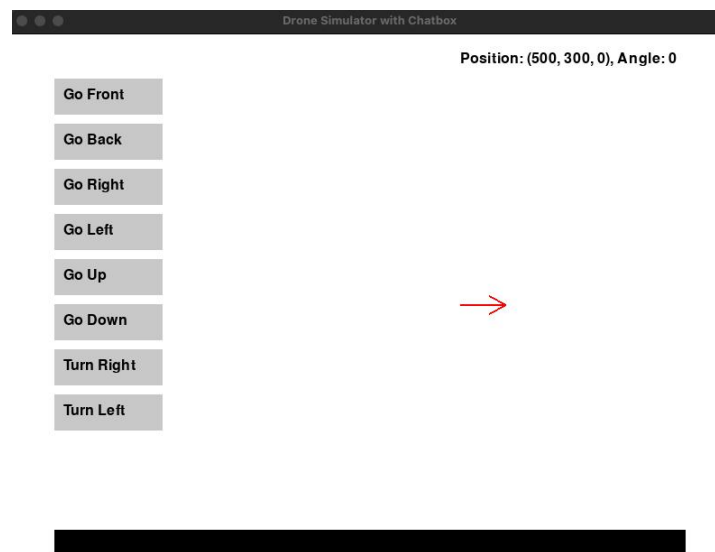 Drone Simulator with Chatbox
Position: (500, 300, 0), Angle: 0
Go Front
Go Back
Go Right
Go Left
Go Up
Go Down
Turn Right
Turn Left